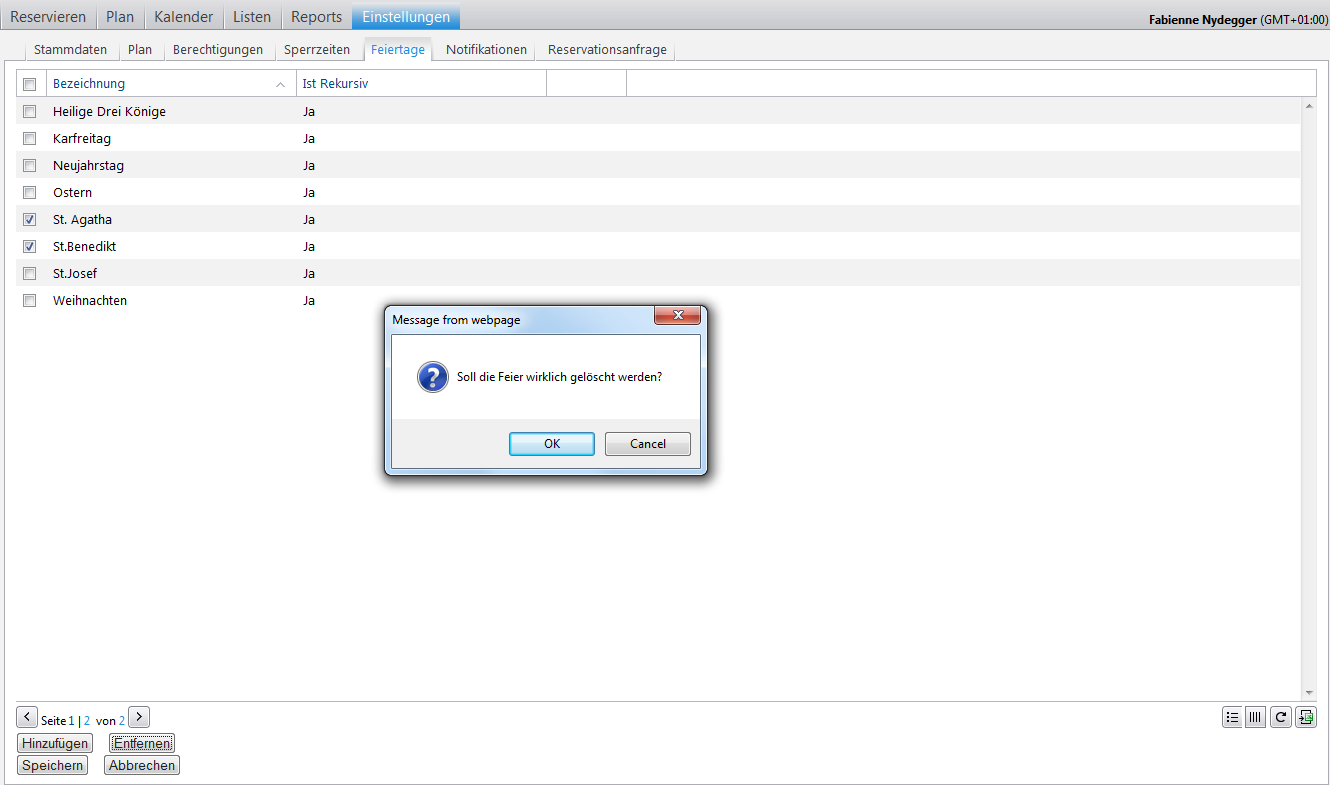 Reservieren Plan Kalender Listen Reports Einstellungen Fabienne Nydegger (GMT+01:00)
Stammdaten Plan Berechtigungen Sperrzeiten Feiertage Notifikationen Reservationsanfrage
Bezeichnung Ist Rekursiv
Heilige Drei Könige Ja
Karfreitag Ja
Neujahrstag Ja
Ostern Ja
St. Agatha Ja
St.Benedikt Ja
St.Josef Ja
Weihnachten Ja
Message from webpage
Soll die Feier wirklich gelöscht werden?
OK Cancel
Seite 1 | 2 von 2
Hinzufügen Entfernen
Speichern Abbrechen